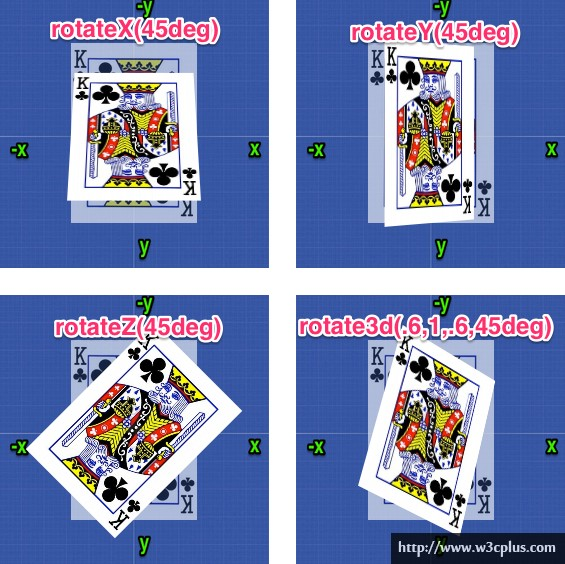 -y
rotateX(45deg)
K
K
-x
x
K
K
y
-y
rotateY(45deg)
K
K
-x
x
K
K
y
-y
rotateZ(45deg)
K
-x
x
K
y
-y
rotate3d(.6,1,.6,45deg)
K
K
-x
x
K
y
http://www.w3cplus.com